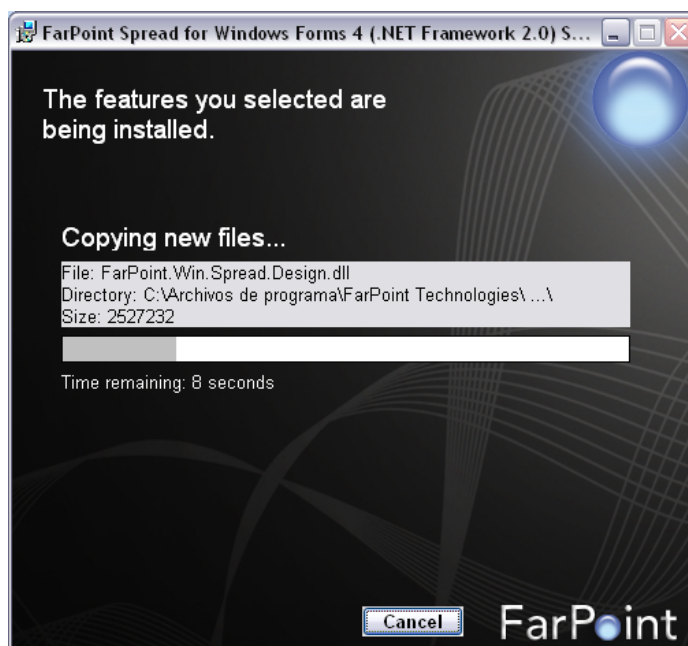 FarPoint Spread for Windows Forms 4 (.NET Framework 2.0) S...
The features you selected are
being installed.
Copying new files...
File: FarPoint.Win.Spread.Design.dll
Directory: C:\Archivos de programa\FarPoint Technologies\ ...\
Size: 2527232
Time remaining: 8 seconds
Cancel
FarPoint